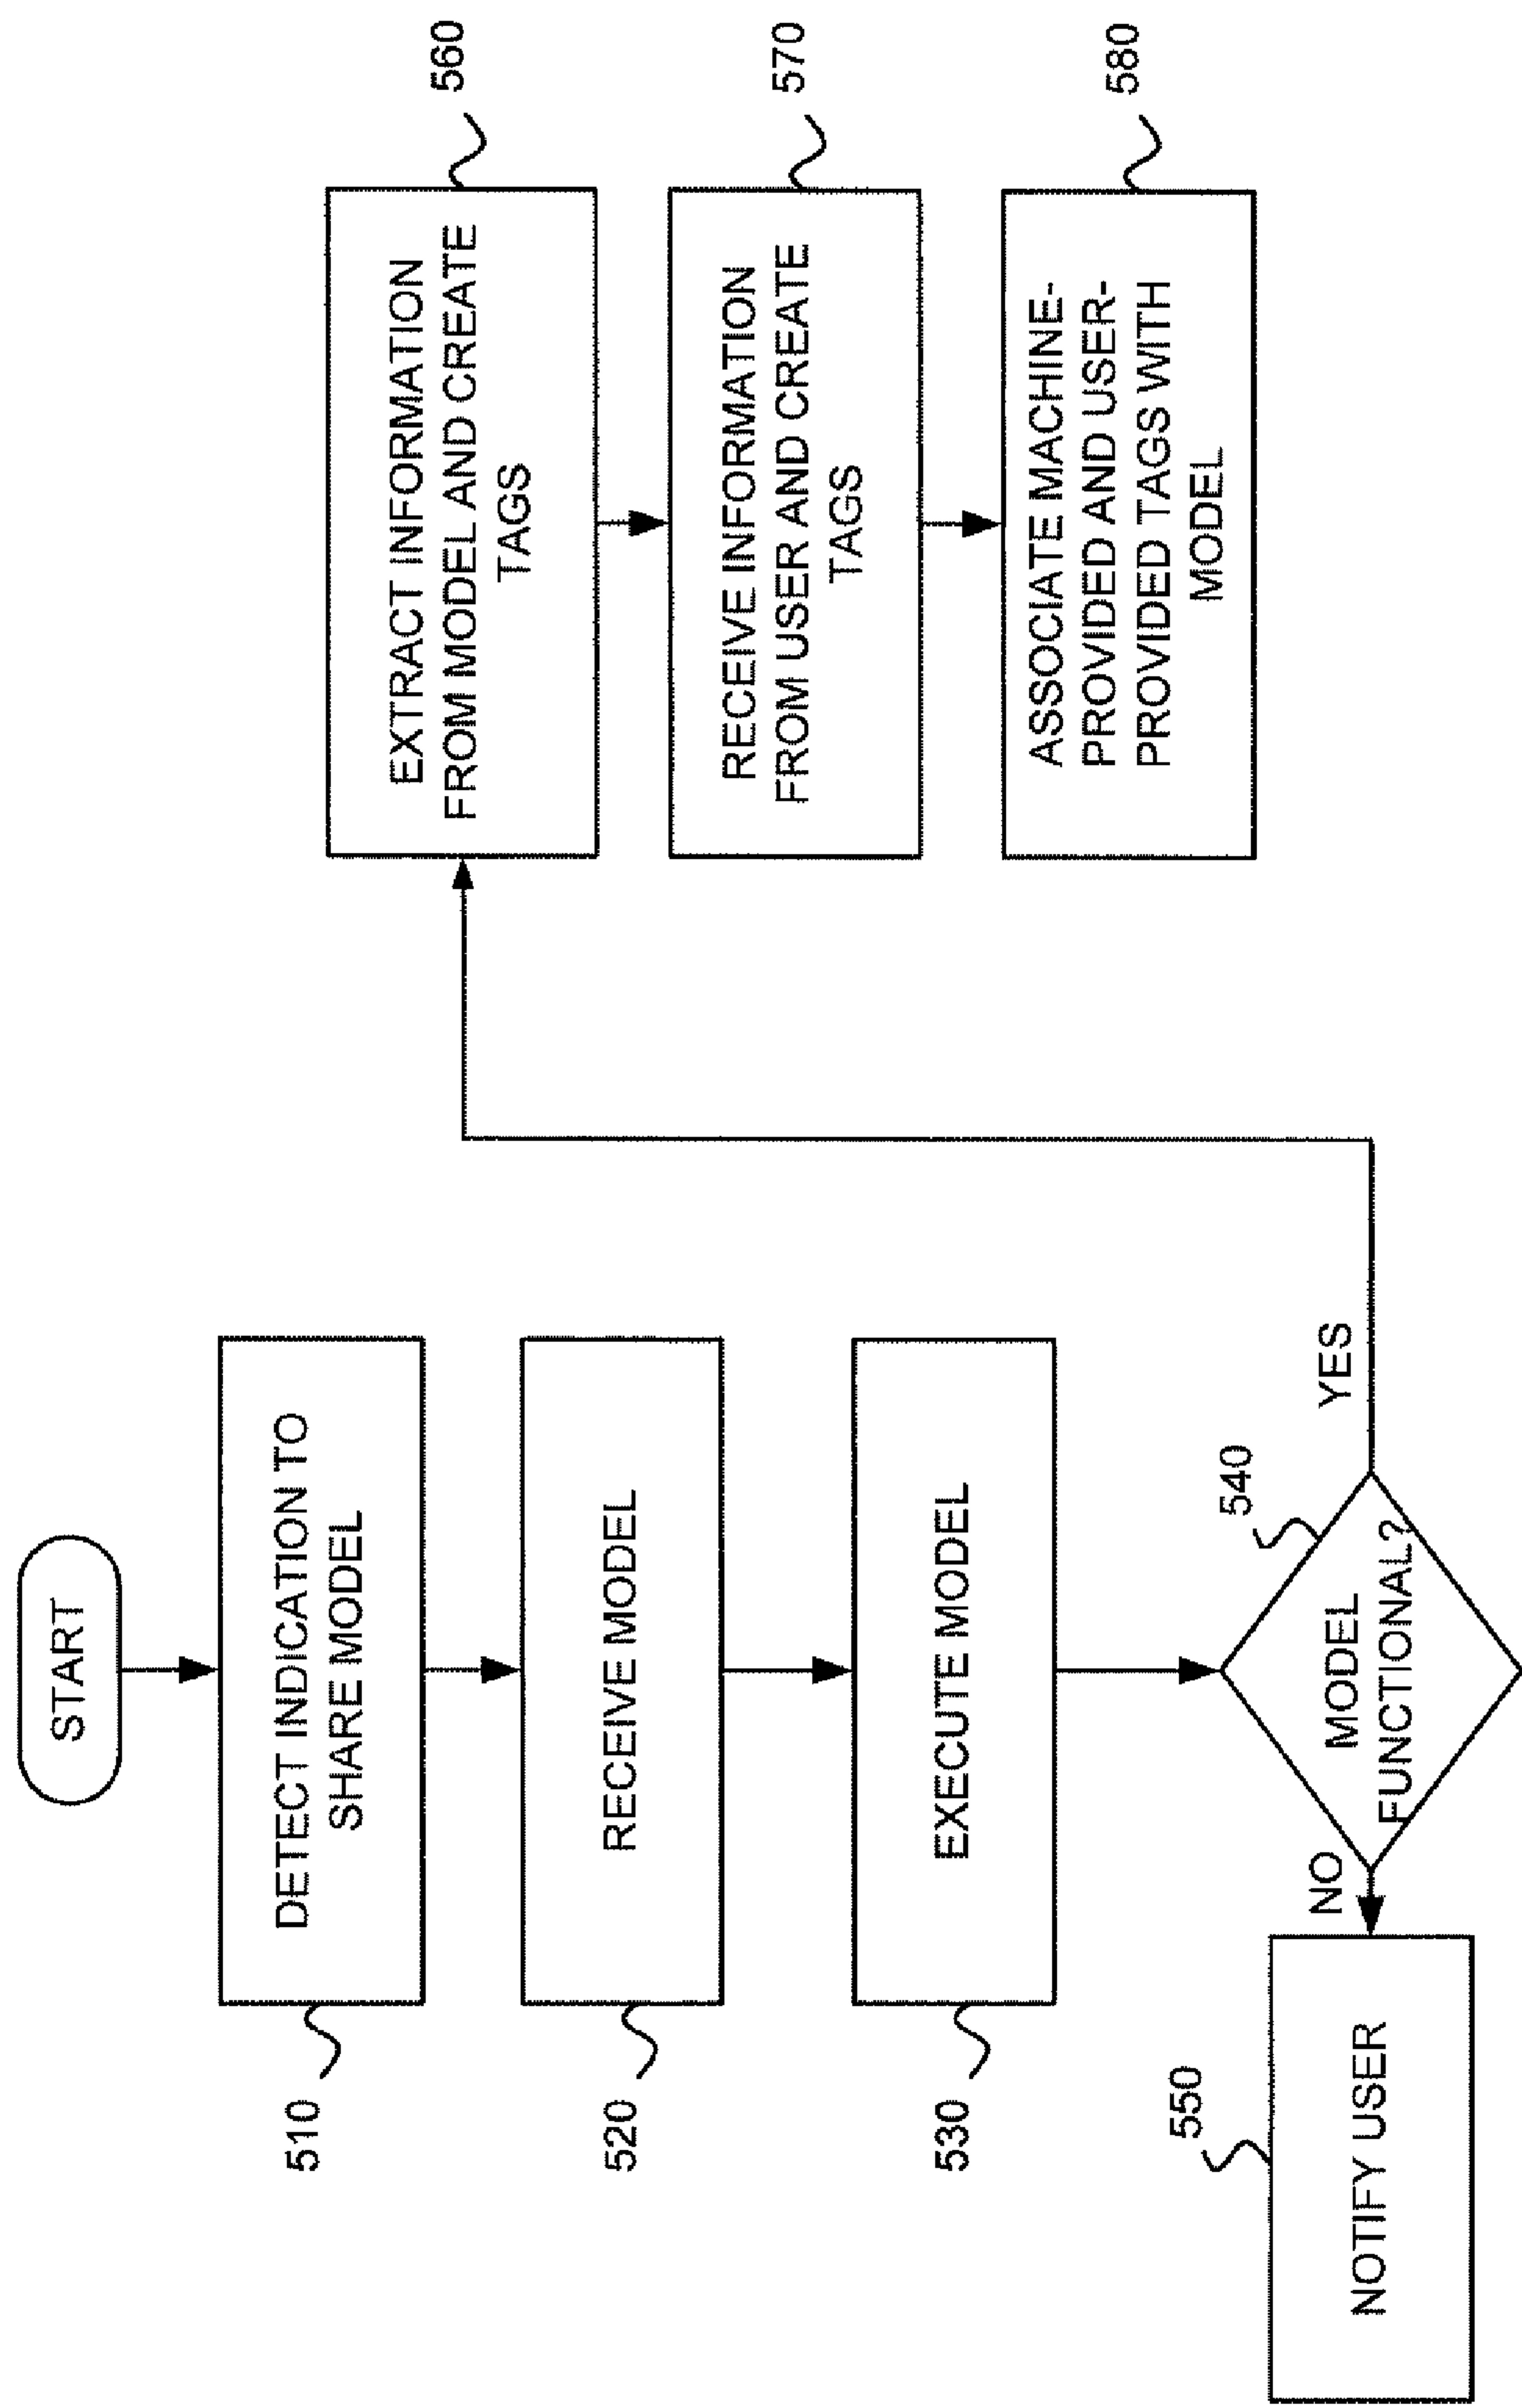 START
510
DETECT INDICATION TO
SHARE MODEL
520
RECEIVE MODEL
530
EXECUTE MODEL
540
MODEL
FUNCTIONAL?
NO
YES
550
NOTIFY USER
560
EXTRACT INFORMATION
FROM MODEL AND CREATE
TAGS
570
RECEIVE INFORMATION
FROM USER AND CREATE
TAGS
580
ASSOCIATE MACHINE-
PROVIDED AND USER-
PROVIDED TAGS WITH
MODEL